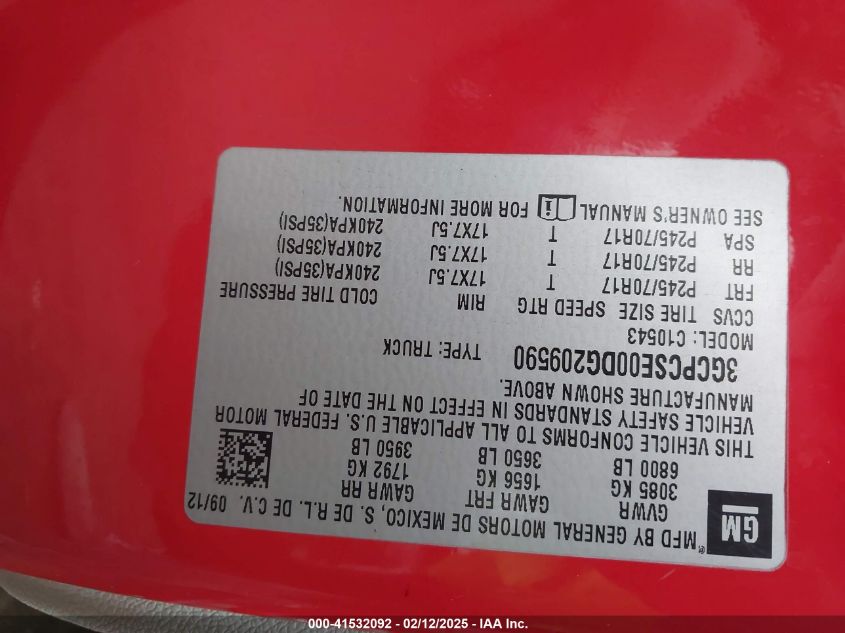 GM
MFD BY GENERAL MOTORS DE MEXICO, S. DE R.L. DE C.V. 09/12
GVWR GAWR FRT GAWR RR
3085 KG 1656 KG 1792 KG
6800 LB 3650 LB 3950 LB
THIS VEHICLE CONFORMS TO ALL APPLICABLE U.S. FEDERAL MOTOR
VEHICLE SAFETY STANDARDS IN EFFECT ON THE DATE OF
MANUFACTURE SHOWN ABOVE.
3GCPCSE00DG209590 TYPE: TRUCK
MODEL: C10543
CCVS TIRE SIZE SPEED RTG RIM COLD TIRE PRESSURE
FRT P245/70R17 T 17X7.5J 240KPA(35PSI)
RR P245/70R17 T 17X7.5J 240KPA(35PSI)
SPA P245/70R17 T 17X7.5J 240KPA(35PSI)
SEE OWNER'S MANUAL i FOR MORE INFORMATION.
000-41532092 - 02/12/2025 - IAA Inc.